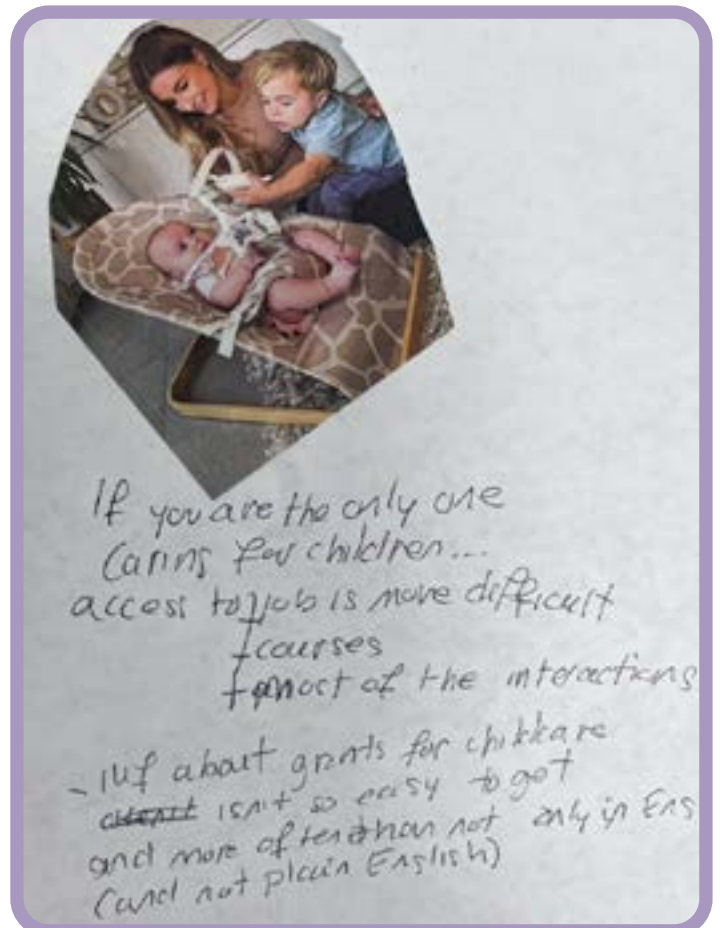 If you are the only one
caring for children...
access to job is more difficult
+courses
+most of the interactions
- inf about grants for childcare
isn't so easy to get
and more often than not only in Eng
(and not plain English)